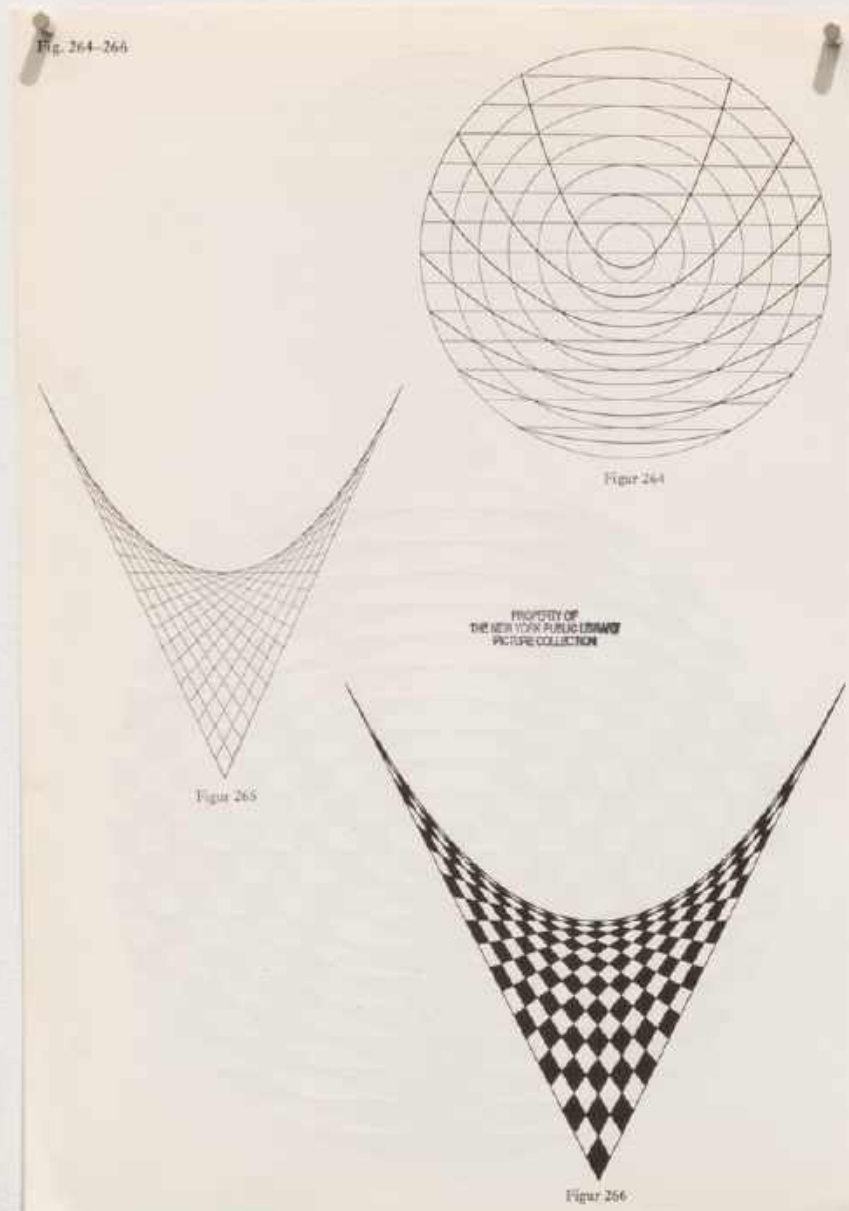 Fig. 264–266
Figur 264
PROPERTY OF
THE NEW YORK PUBLIC LIBRARY
PICTURE COLLECTION
Figur 265
Figur 266